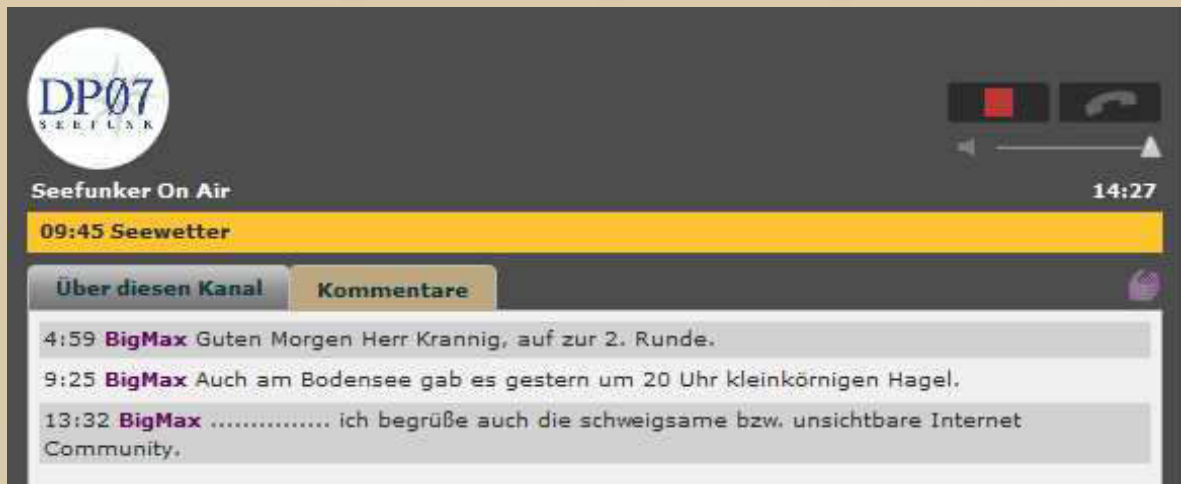 DP07
SEEFUNK
Seefunker On Air
14:27
09:45 Seewetter
Über diesen Kanal
Kommentare
4:59 BigMax Guten Morgen Herr Krannig, auf zur 2. Runde.
9:25 BigMax Auch am Bodensee gab es gestern um 20 Uhr kleinkörnigen Hagel.
13:32 BigMax ............... ich begrüße auch die schweigsame bzw. unsichtbare Internet
Community.